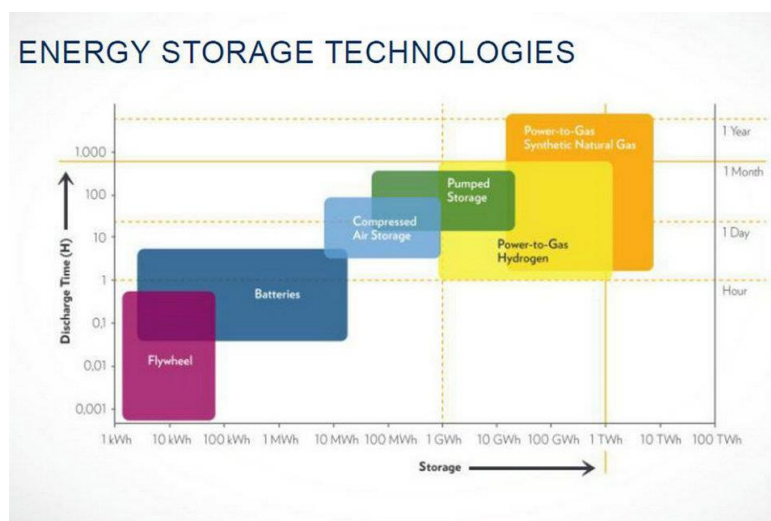 ENERGY STORAGE TECHNOLOGIES
Discharge Time (H)
1.000
100
10
1
0,1
0,01
0,001
Power-to-Gas
Synthetic Natural Gas
Pumped
Storage
Compressed
Air Storage
Power-to-Gas
Hydrogen
Batteries
Flywheel
1 Year
1 Month
1 Day
Hour
1 kWh 10 kWh 100 kWh 1 MWh 10 MWh 100 MWh 1 GWh 10 GWh 100 GWh 1 TWh 10 TWh 100 TWh
Storage